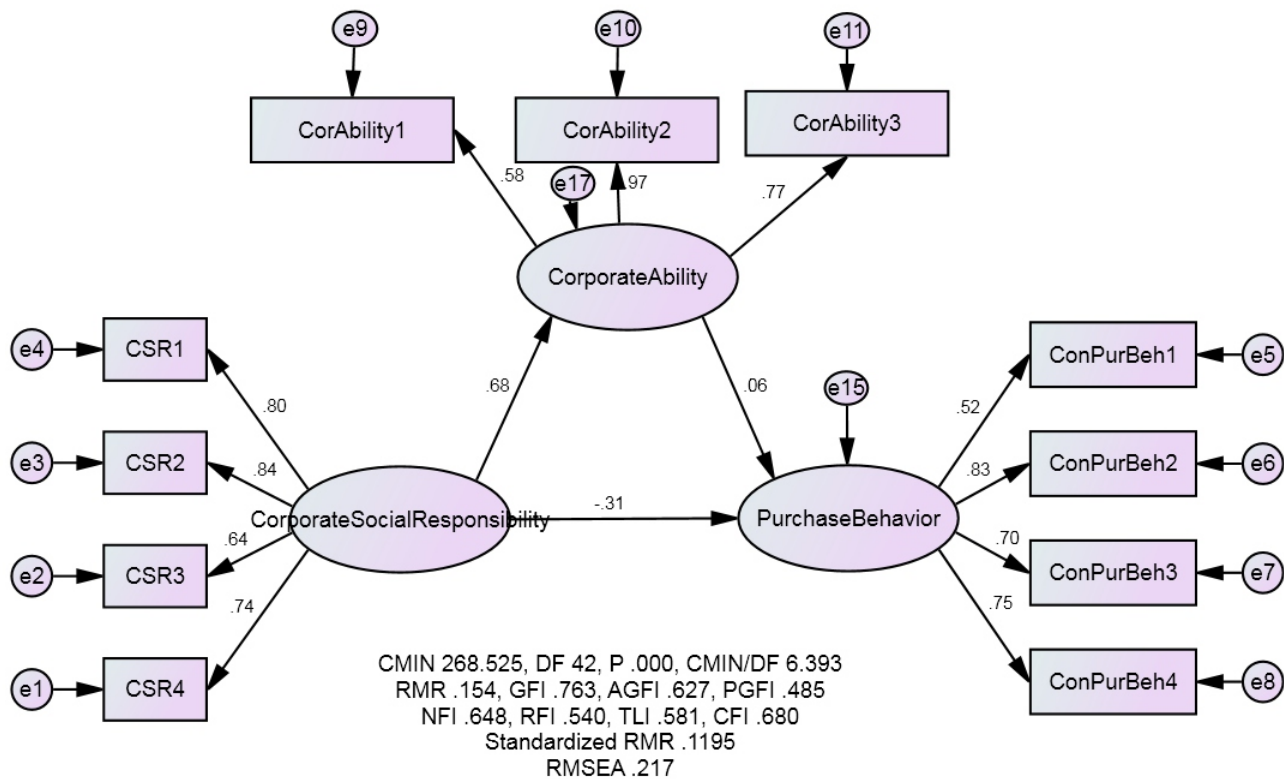 e9
e10
e11
CorAbility1
CorAbility2
CorAbility3
.58
e17
.97
.77
CorporateAbility
e4
CSR1
.80
.68
.06
e15
ConPurBeh1
e5
.52
e3
CSR2
.84
.83
ConPurBeh2
e6
CorporateSocialResponsibility
-.31
PurchaseBehavior
e2
CSR3
.64
.70
ConPurBeh3
e7
.74
.75
e1
CSR4
ConPurBeh4
e8
CMIN 268.525, DF 42, P .000, CMIN/DF 6.393
RMR .154, GFI .763, AGFI .627, PGFI .485
NFI .648, RFI .540, TLI .581, CFI .680
Standardized RMR .1195
RMSEA .217